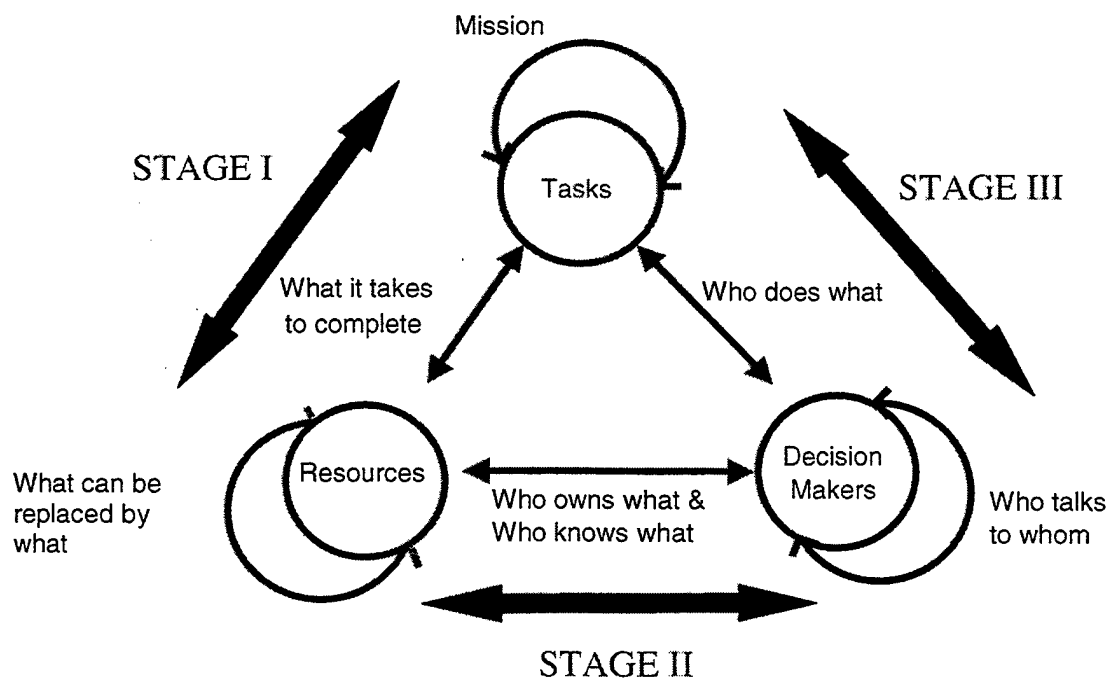 Mission
STAGE I
Tasks
STAGE III
What it takes
to complete
Who does what
Resources
Decision
Makers
What can be
replaced by
what
Who owns what &
Who knows what
Who talks
to whom
STAGE II